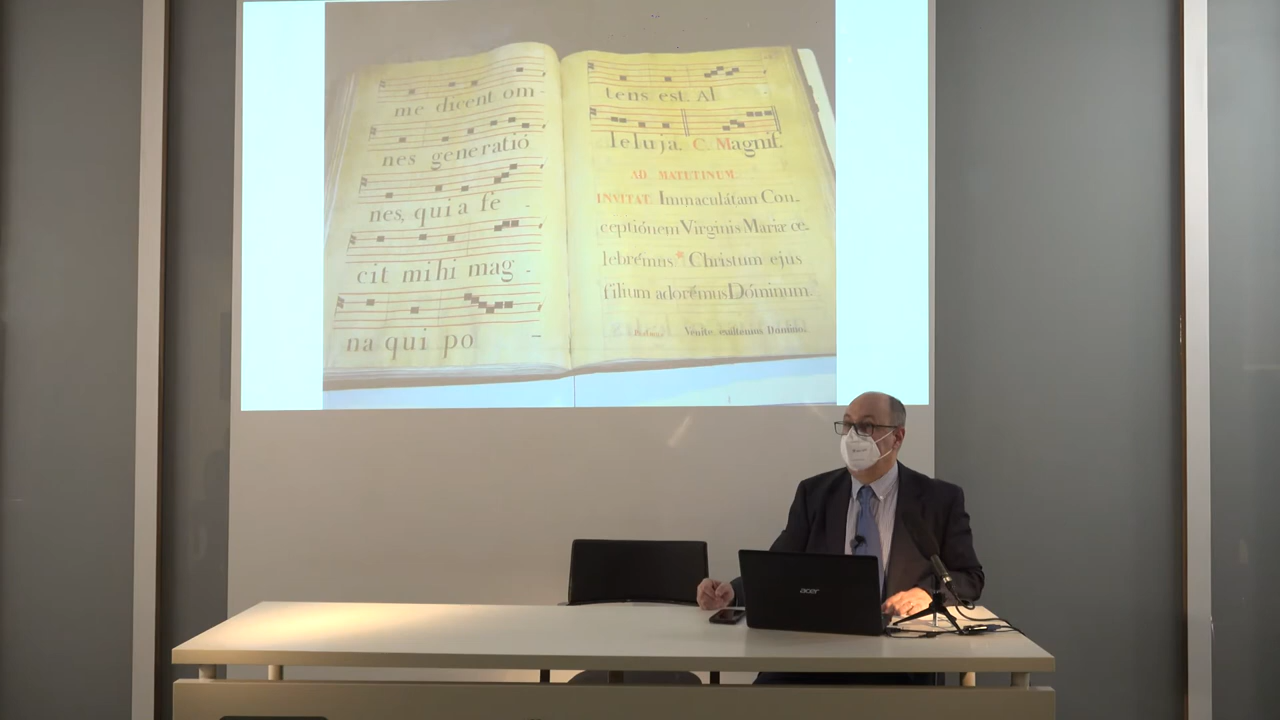 me dicent om-
nes generatió
nes, qui a fe -
cit mihi mag -
na qui po -
tens est. Al
leluja. C. Magnif.
AD MATUTINUM
INVITAT. Immaculátam Con-
ceptiónem Virginis Mariæ ce-
lebrémus * Christum ejus
filium adorémus Dóminum.
Venite exultemus Domino.
acer